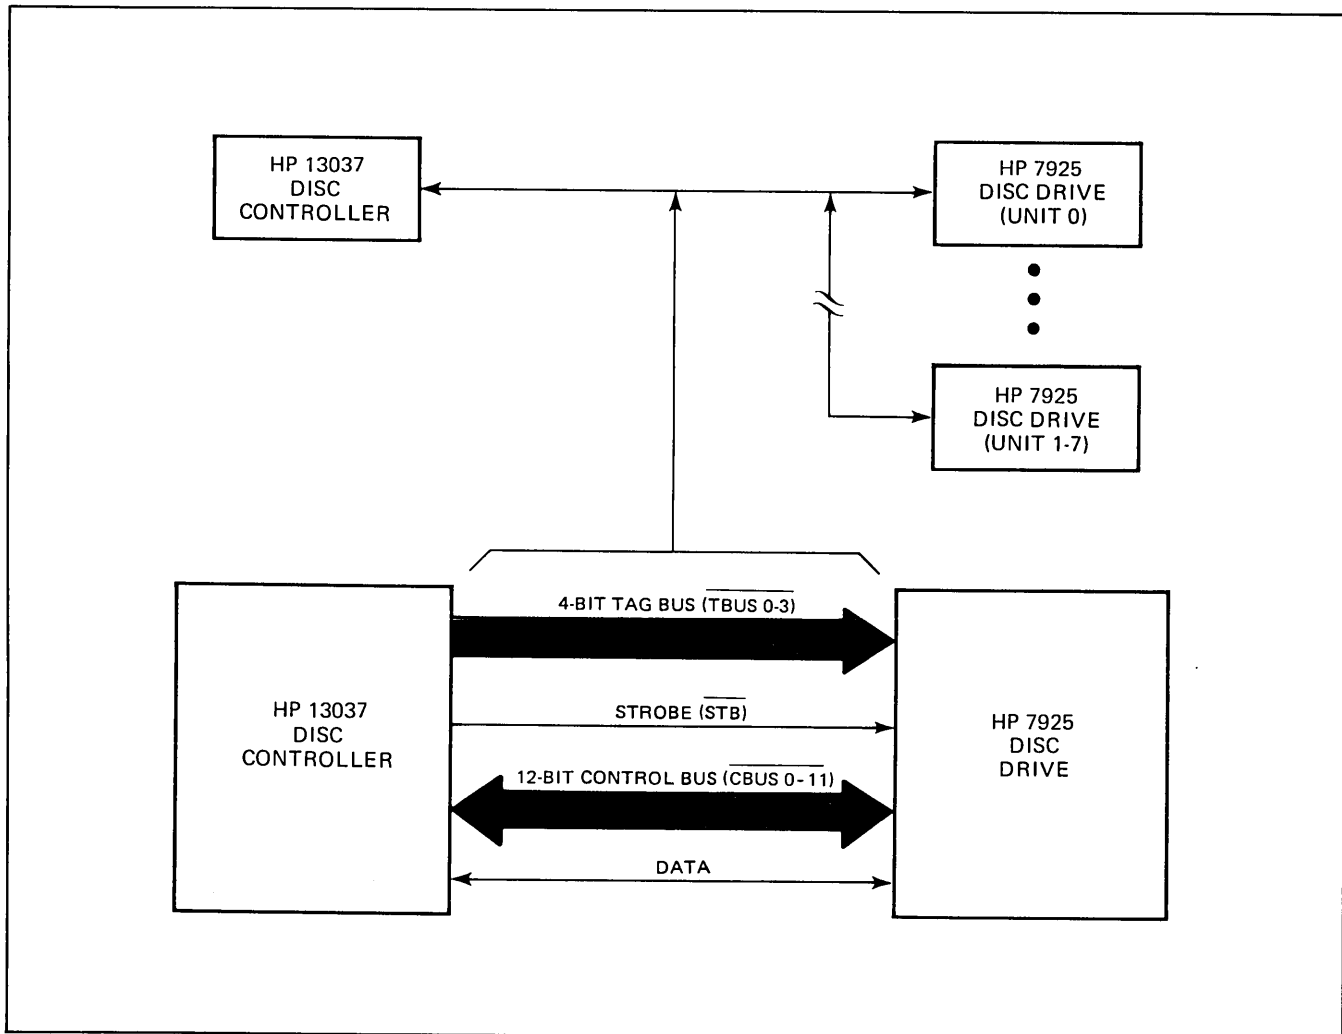 HP 13037
DISC
CONTROLLER
HP 7925
DISC DRIVE
(UNIT 0)
HP 7925
DISC DRIVE
(UNIT 1-7)
4-BIT TAG BUS (TBUS 0-3)
STROBE (STB)
12-BIT CONTROL BUS (CBUS 0-11)
DATA
HP 13037
DISC
CONTROLLER
HP 7925
DISC
DRIVE